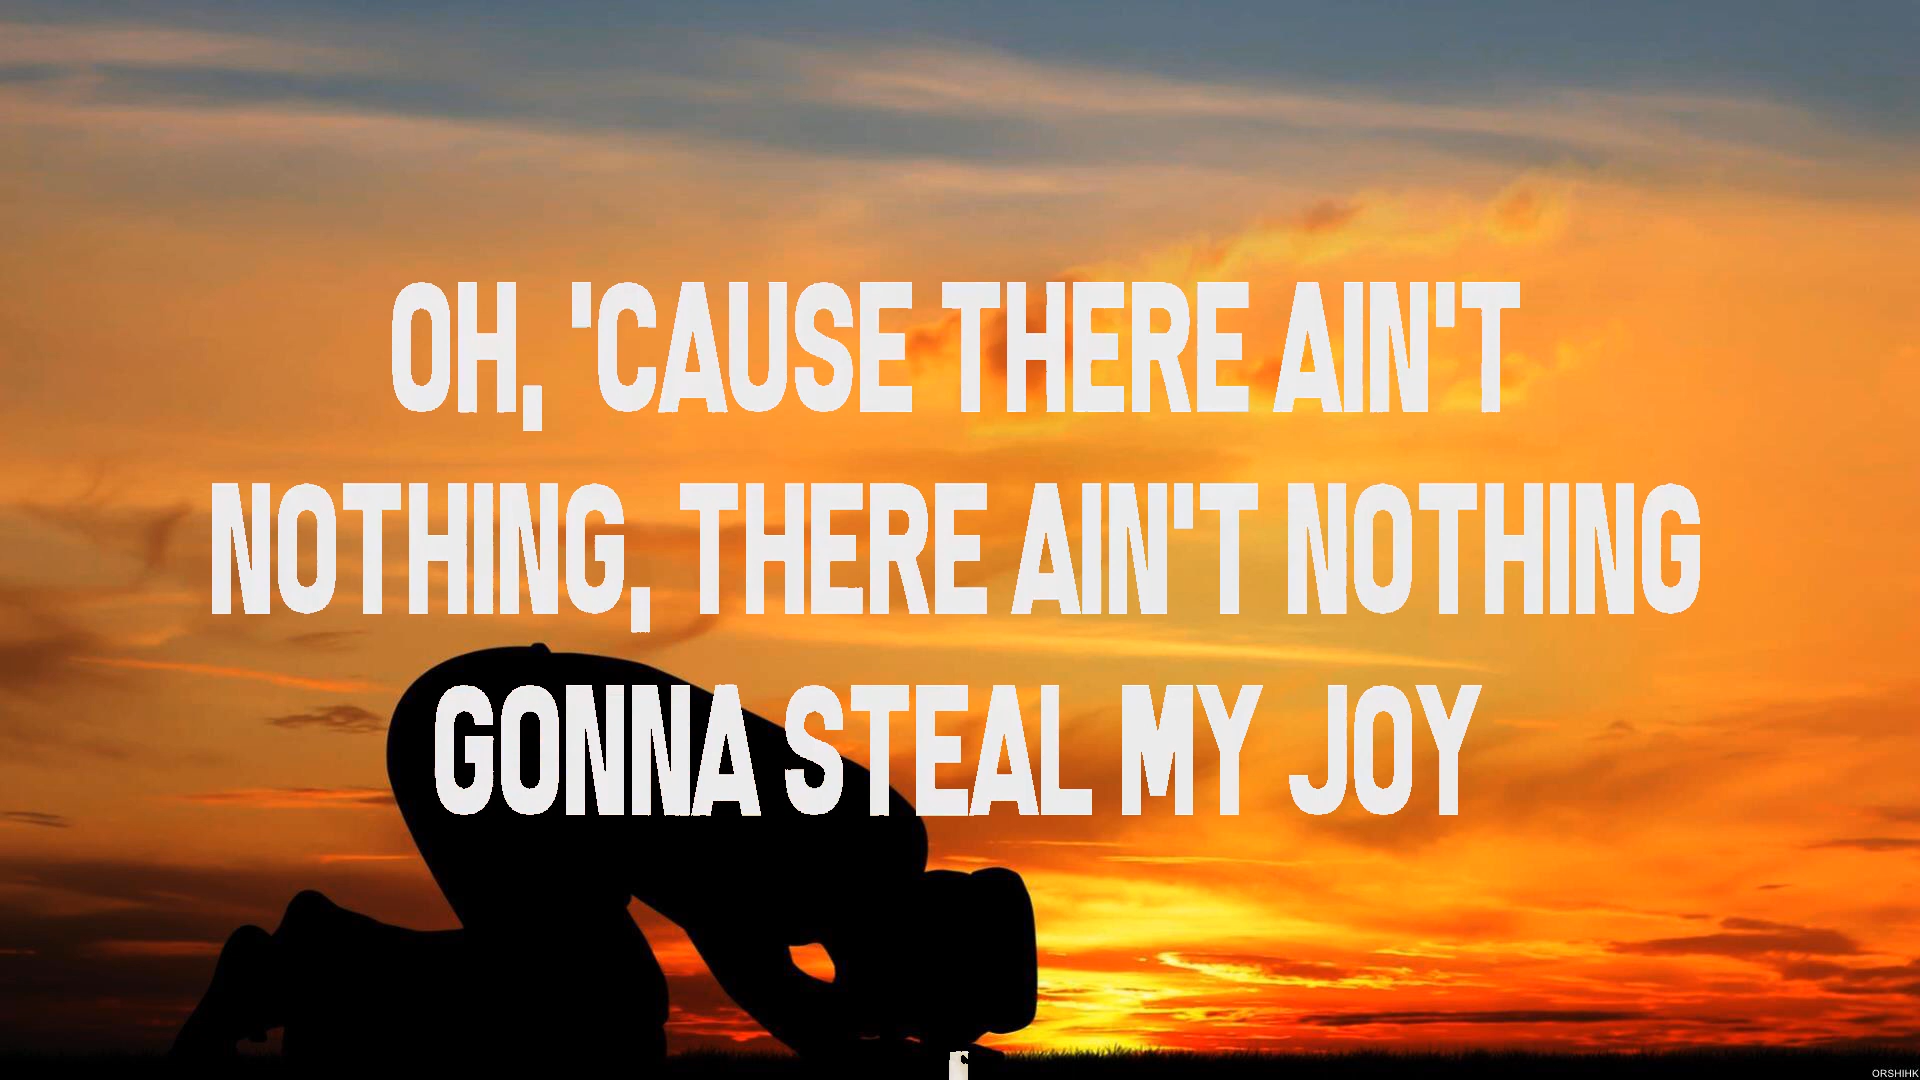 OH, 'CAUSE THERE AIN'T
NOTHING, THERE AIN'T NOTHING
GONNA STEAL MY JOY
ORSHIHK